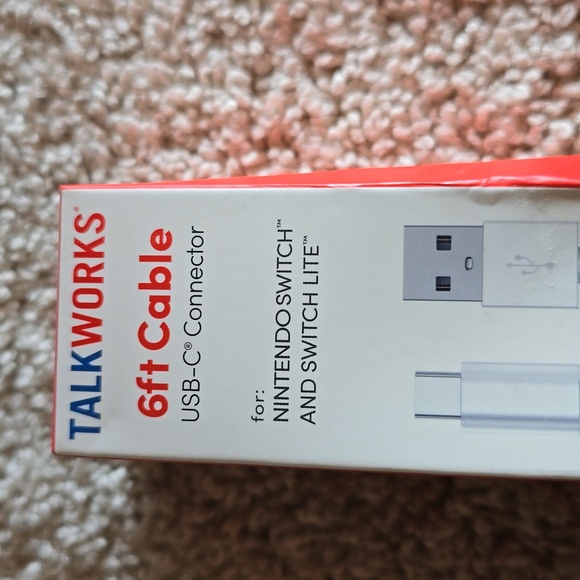 TALKWORKS®
6ft Cable
USB-C® Connector
for:
NINTENDO SWITCH™
AND SWITCH LITE™